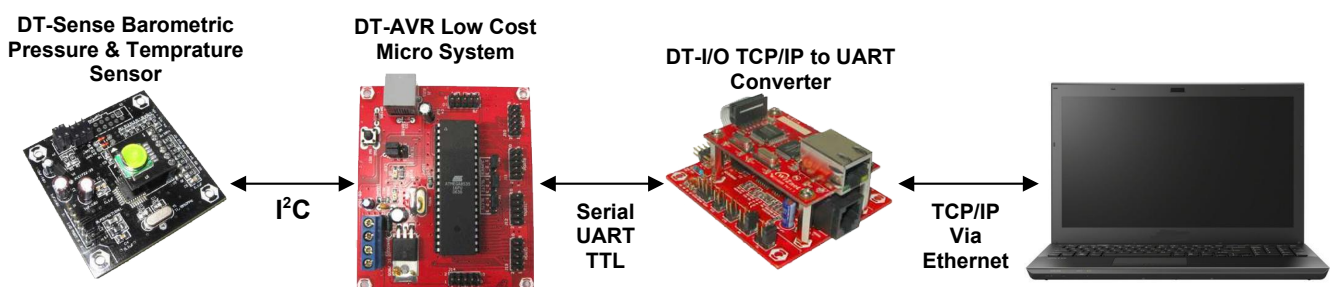 DT-Sense Barometric
Pressure & Temprature
Sensor
DT-AVR Low Cost
Micro System
DT-I/O TCP/IP to UART
Converter
I²C
Serial
UART
TTL
TCP/IP
Via
Ethernet